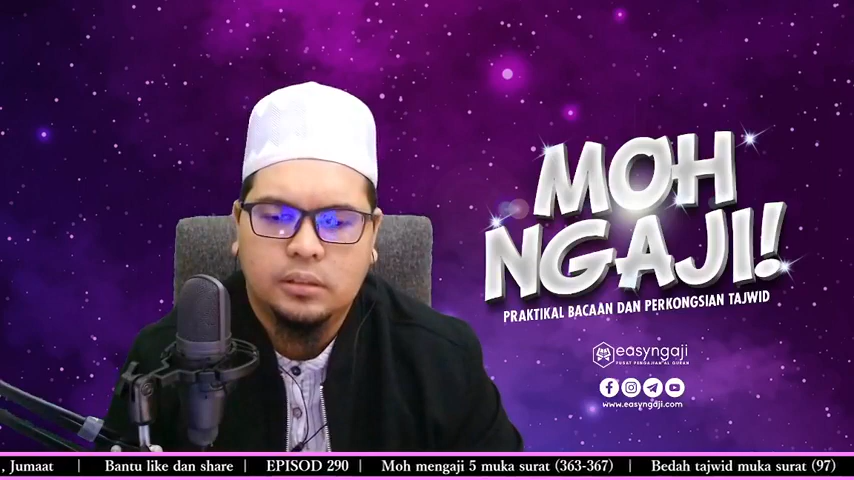 MOH
NGAJI!
PRAKTIKAL BACAAN DAN PERKONGSIAN TAJWID
easyngaji
PUSAT PENGAJIAN AL QURAN
www.easyngaji.com
, Jumaat | Bantu like dan share | EPISOD 290 | Moh mengaji 5 muka surat (363-367) | Bedah tajwid muka surat (97)